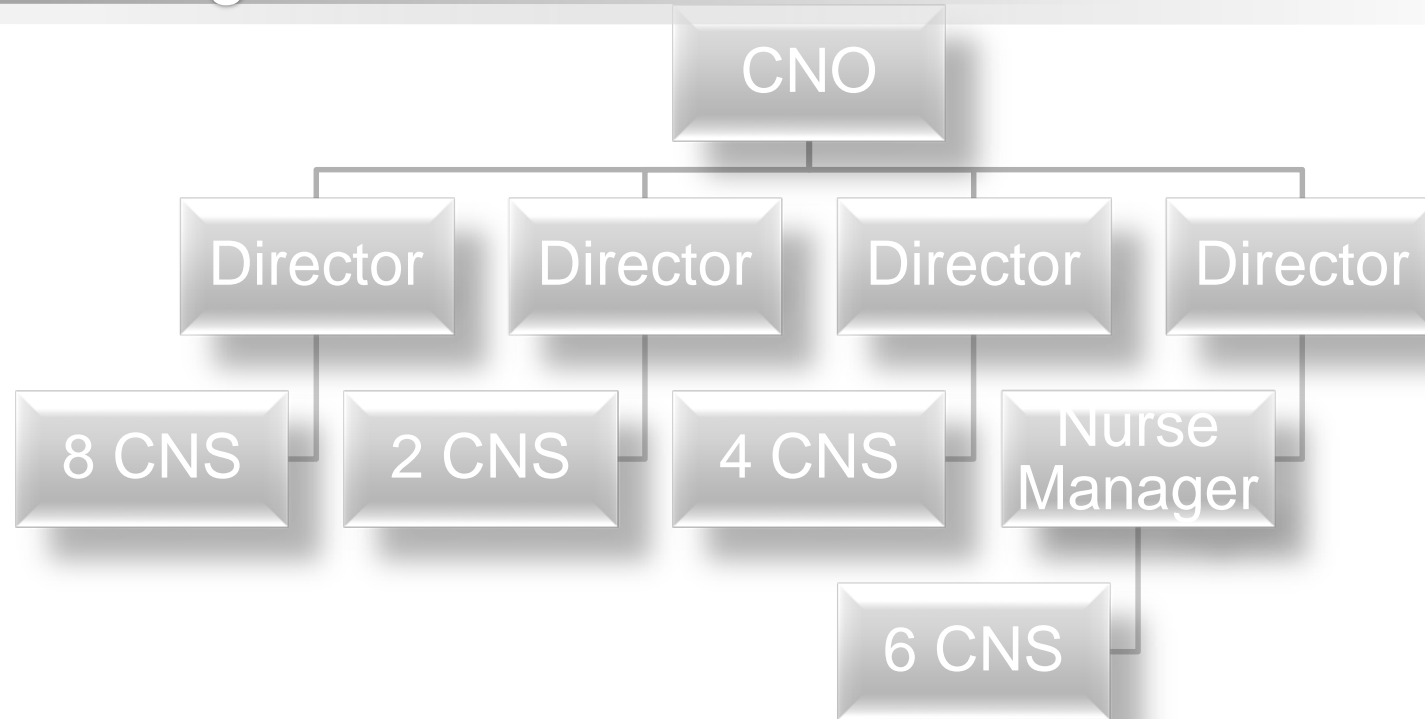 CNO
Director Director Director Director
8 CNS 2 CNS 4 CNS Nurse Manager
6 CNS